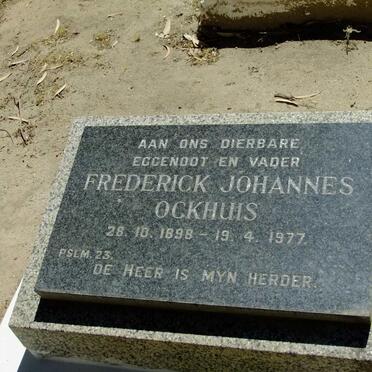 AAN ONS DIERBARE
EGGENOOT EN VADER
FREDERICK JOHANNES
OCKHUIS
28. 10. 1898 - 19. 4. 1977.
PSLM. 23.
DE HEER IS MYN HERDER.